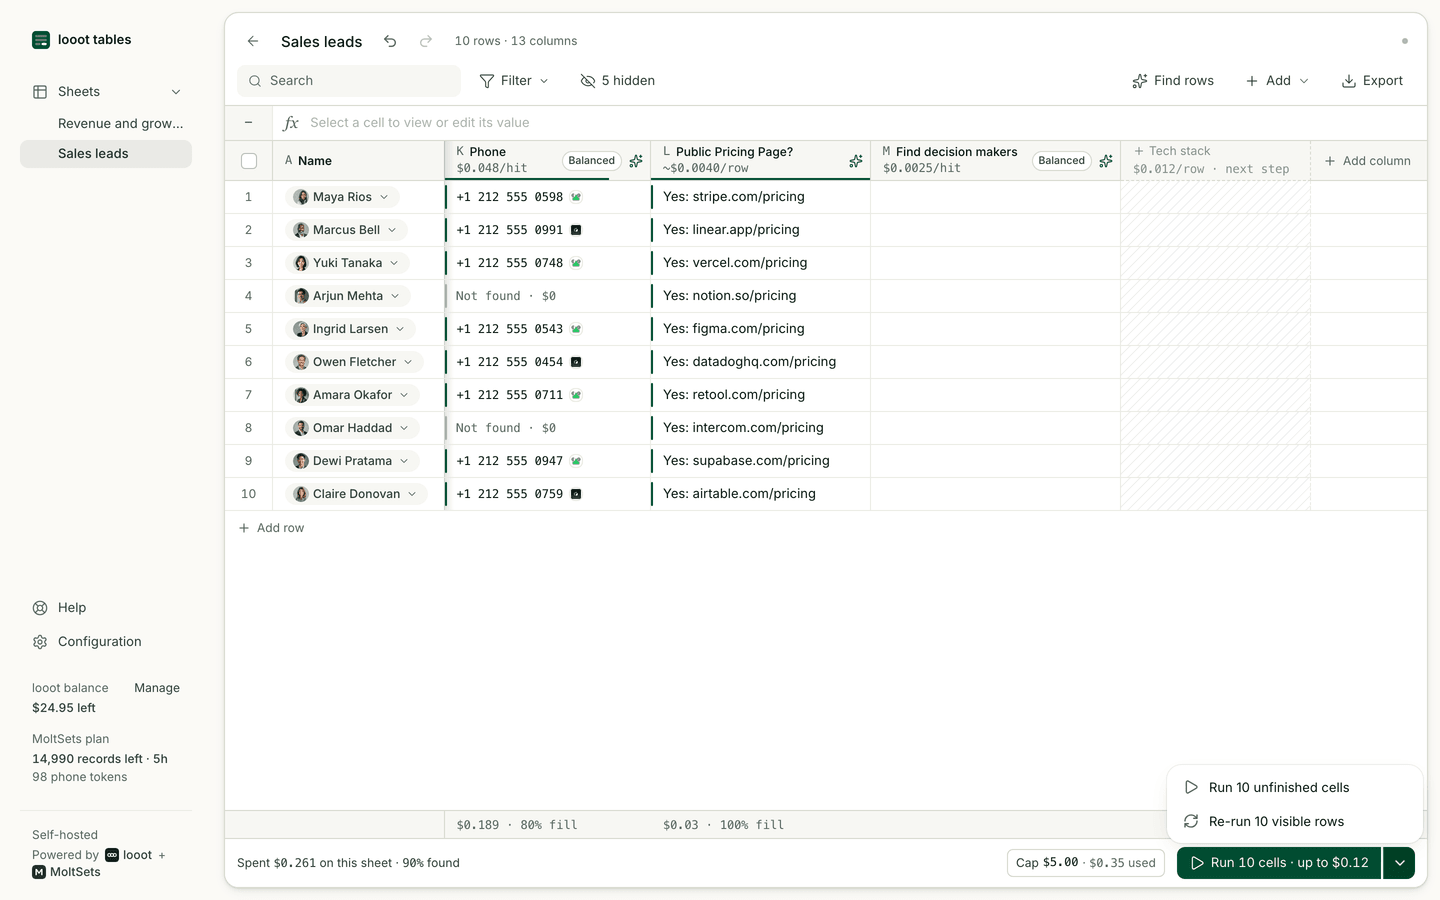 looot tables
Sheets
Revenue and grow...
Sales leads
Help
Configuration
looot balance Manage
$24.95 left
MoltSets plan
14,990 records left · 5h
98 phone tokens
Self-hosted
Powered by looot +
MoltSets
Sales leads 10 rows · 13 columns
Search Filter 5 hidden Find rows + Add Export
− fx Select a cell to view or edit its value
A Name
K Phone
$0.048/hit
Balanced
L Public Pricing Page?
~$0.0040/row
M Find decision makers
$0.0025/hit
Balanced
+ Tech stack
$0.012/row · next step
+ Add column
1 Maya Rios +1 212 555 0598 Yes: stripe.com/pricing
2 Marcus Bell +1 212 555 0991 Yes: linear.app/pricing
3 Yuki Tanaka +1 212 555 0748 Yes: vercel.com/pricing
4 Arjun Mehta Not found · $0 Yes: notion.so/pricing
5 Ingrid Larsen +1 212 555 0543 Yes: figma.com/pricing
6 Owen Fletcher +1 212 555 0454 Yes: datadoghq.com/pricing
7 Amara Okafor +1 212 555 0711 Yes: retool.com/pricing
8 Omar Haddad Not found · $0 Yes: intercom.com/pricing
9 Dewi Pratama +1 212 555 0947 Yes: supabase.com/pricing
10 Claire Donovan +1 212 555 0759 Yes: airtable.com/pricing
+ Add row
Run 10 unfinished cells
Re-run 10 visible rows
$0.189 · 80% fill $0.03 · 100% fill
Spent $0.261 on this sheet · 90% found
Cap $5.00 · $0.35 used
Run 10 cells · up to $0.12